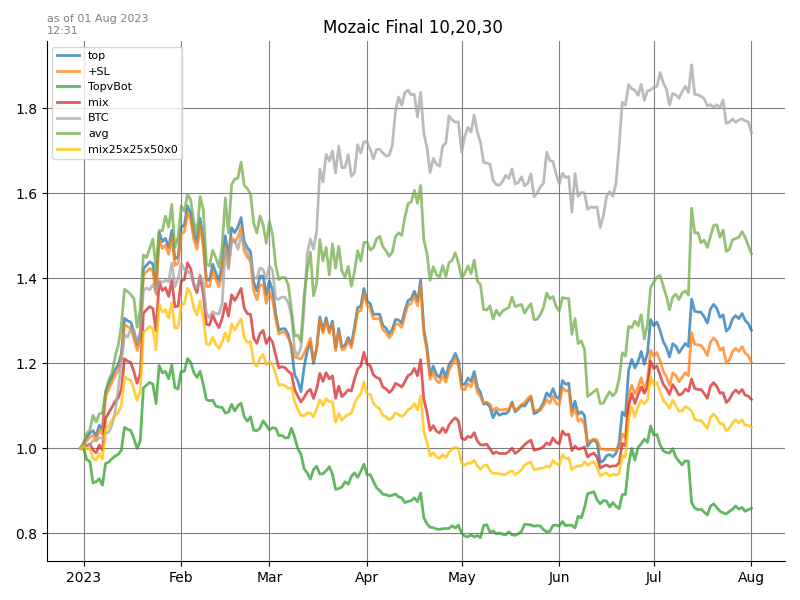 as of 01 Aug 2023
12:31
Mozaic Final 10,20,30
top
+SL
TopvBot
mix
BTC
avg
mix25x25x50x0
1.8
1.6
1.4
1.2
1.0
0.8
2023 Feb Mar Apr May Jun Jul Aug